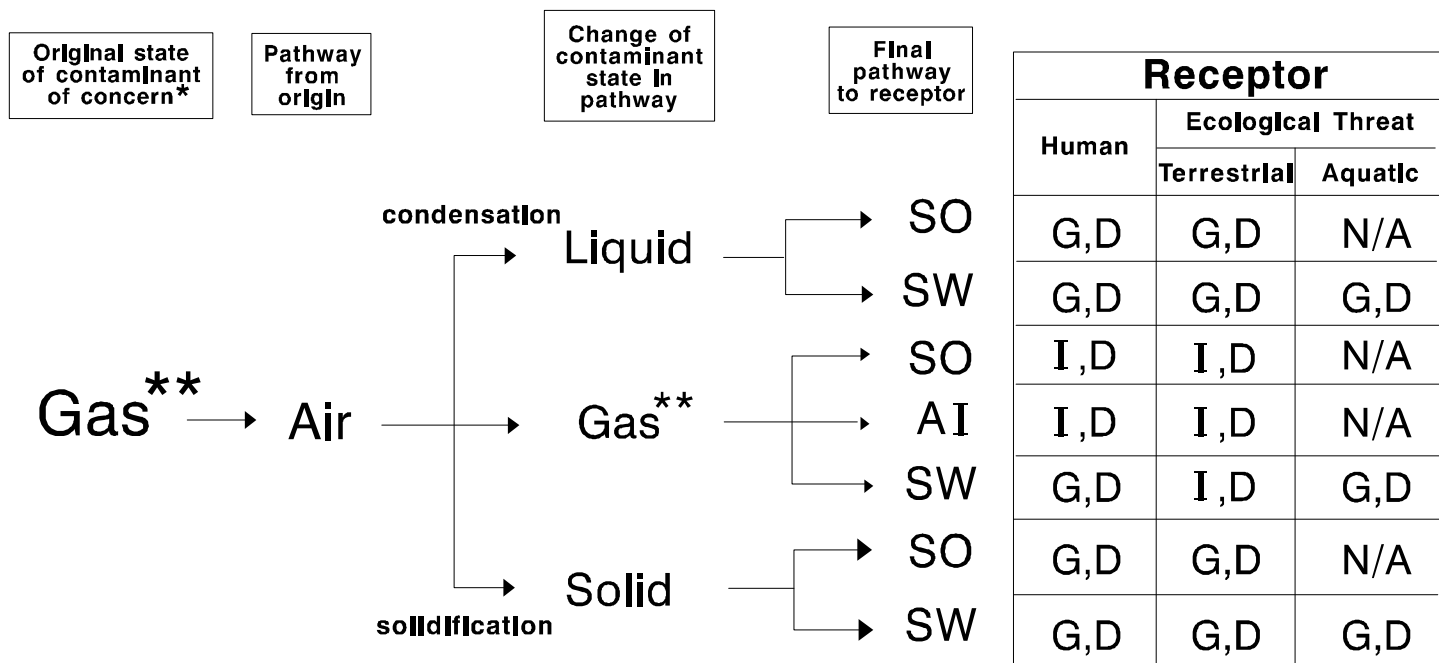 Original state
of contaminant
of concern*
Pathway
from
origin
Change of
contaminant
state in
pathway
Final
pathway
to receptor
Receptor
Human
Ecological Threat
Terrestrial
Aquatic
Gas**
Air
condensation
Liquid
SO
G,D
G,D
N/A
SW
G,D
G,D
G,D
Gas**
SO
I,D
I,D
N/A
AI
I,D
I,D
N/A
SW
G,D
I,D
G,D
solidification
Solid
SO
G,D
G,D
N/A
SW
G,D
G,D
G,D